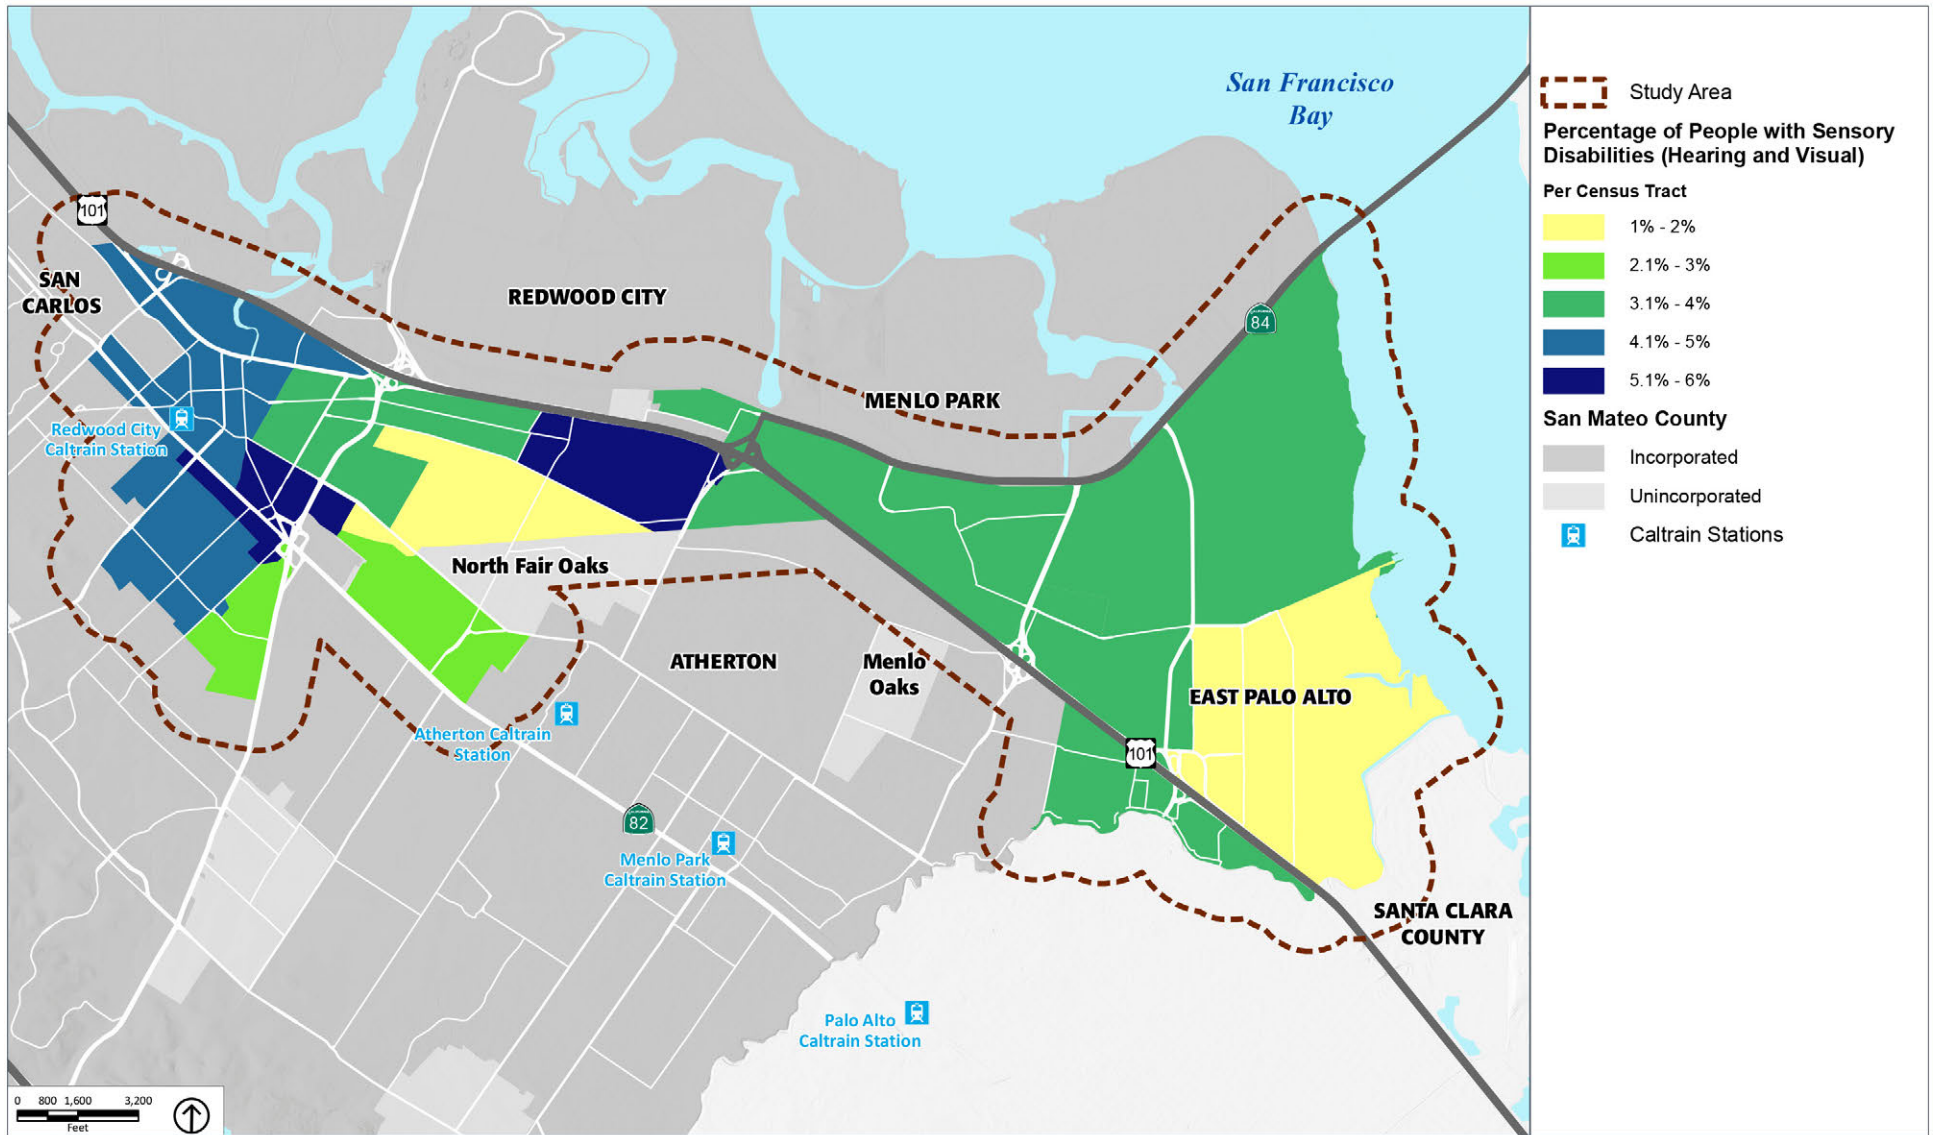 San Francisco
Bay
101
SAN
CARLOS
REDWOOD CITY
84
MENLO PARK
Redwood City
Caltrain Station
North Fair Oaks
ATHERTON
Menlo
Oaks
EAST PALO ALTO
Atherton Caltrain
Station
101
CALIFORNIA
82
Menlo Park
Caltrain Station
SANTA CLARA
COUNTY
Palo Alto
Caltrain Station
0 800 1,600 3,200
Feet
Study Area
Percentage of People with Sensory
Disabilities (Hearing and Visual)
Per Census Tract
1% - 2%
2.1% - 3%
3.1% - 4%
4.1% - 5%
5.1% - 6%
San Mateo County
Incorporated
Unincorporated
Caltrain Stations